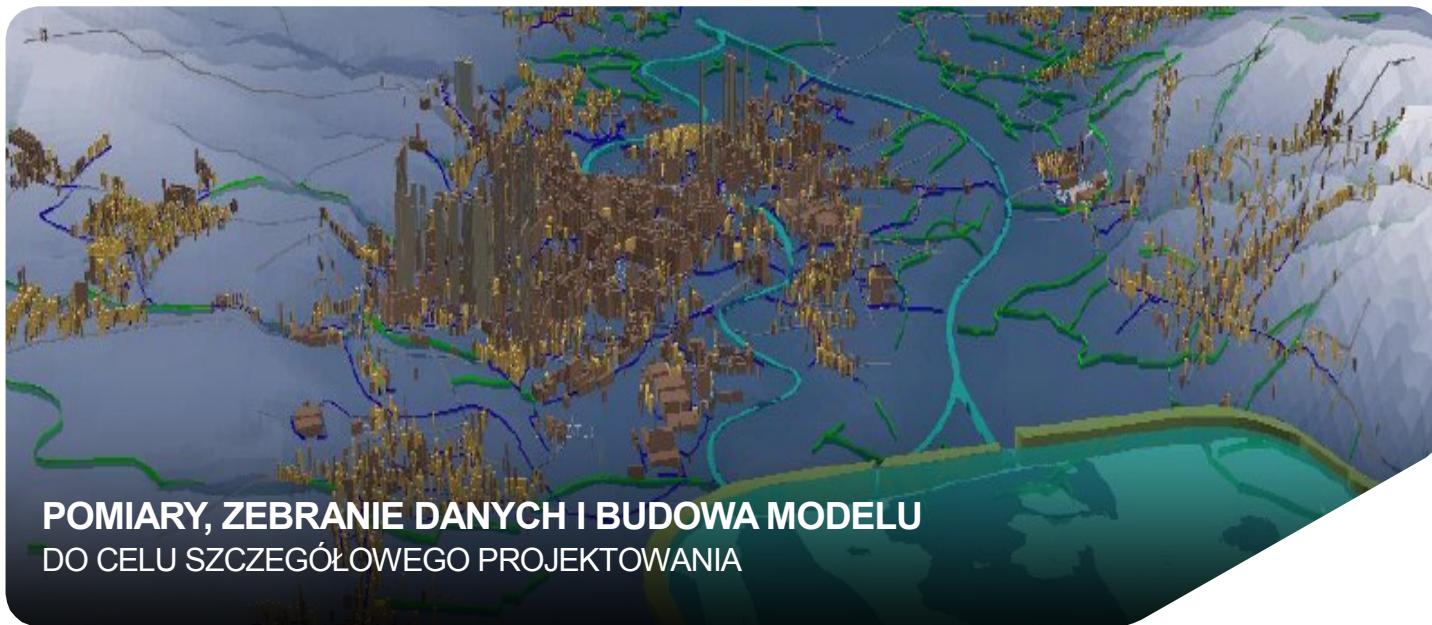 POMIARY, ZEBRANIE DANYCH I BUDOWA MODELU
DO CELU SZCZEGÓŁOWEGO PROJEKTOWANIA